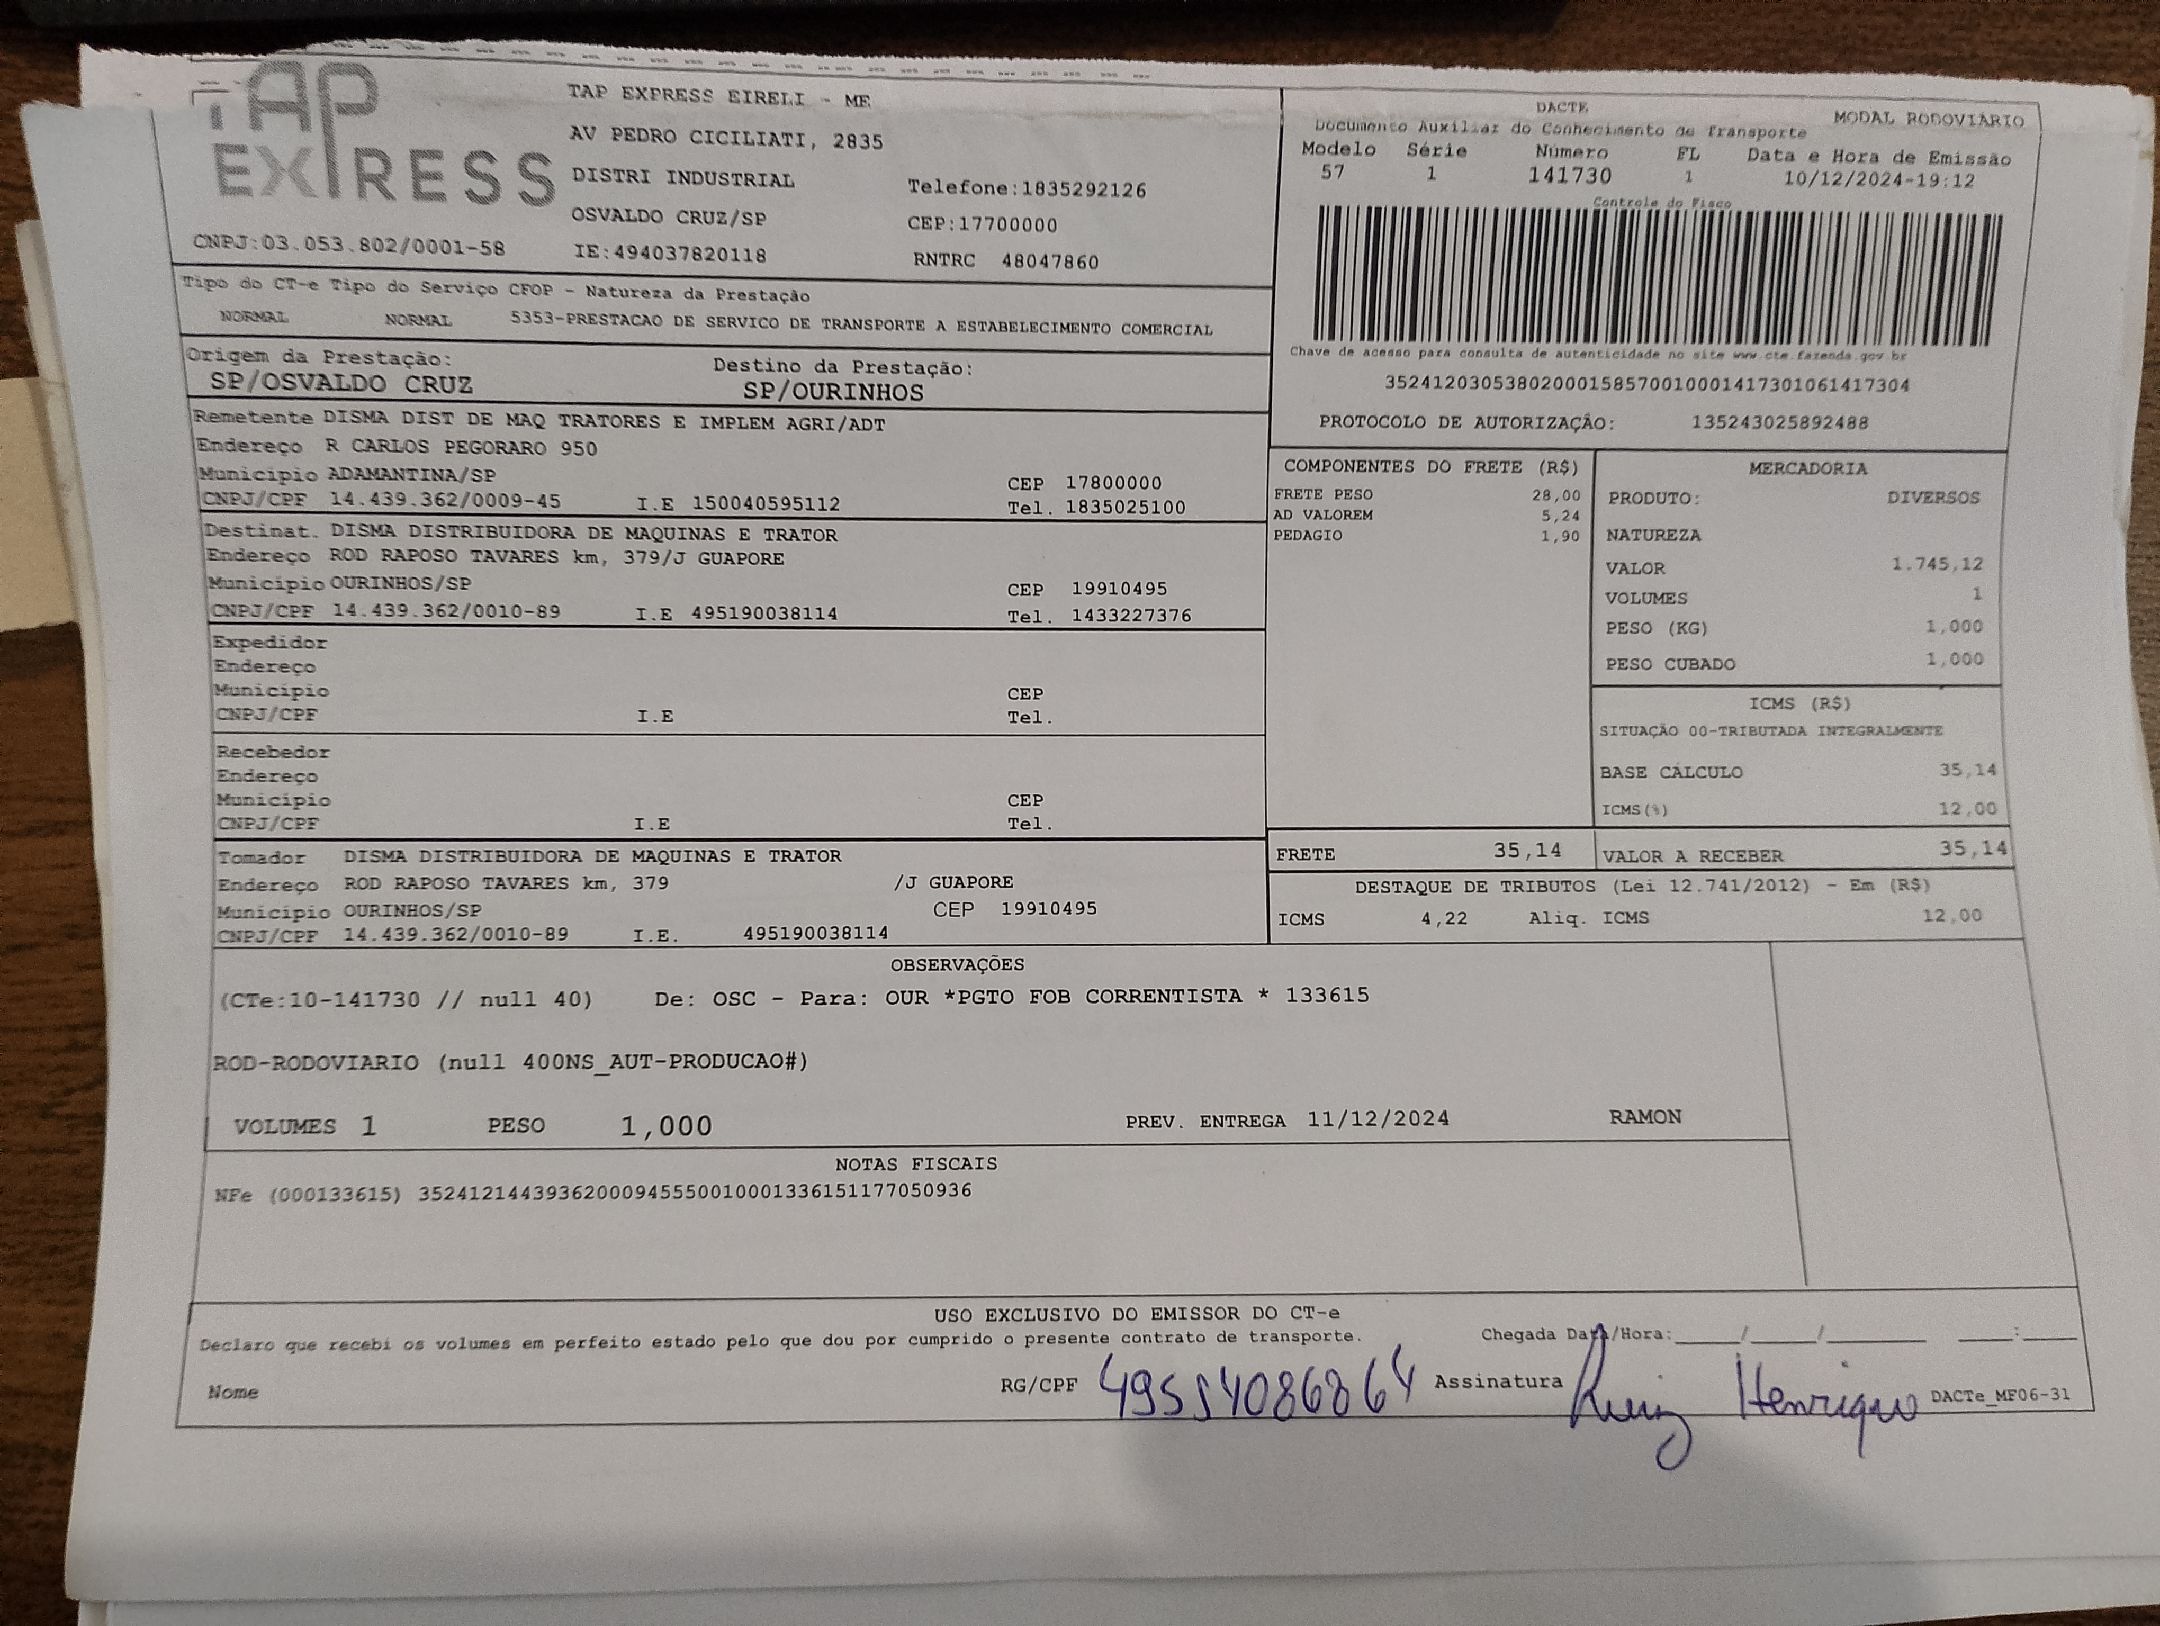 TAP EXPRESS
TAP EXPRESS EIRELI - ME
AV PEDRO CICILIATI, 2835
DISTRI INDUSTRIAL
Telefone:1835292126
OSVALDO CRUZ/SP
CEP:17700000
CNPJ:03.053.802/0001-58
IE:494037820118
RNTRC 48047860
DACTE
MODAL RODOVIÁRIO
Documento Auxiliar do Conhecimento de Transporte
Modelo Série Número FL Data e Hora de Emissão
57 1 141730 1 10/12/2024-19:12
Controle do Fisco
Chave de acesso para consulta de autenticidade no site www.cte.fazenda.gov.br
35241203053802000158570010001417301061417304
PROTOCOLO DE AUTORIZAÇÃO: 135243025892488
Tipo do CT-e Tipo do Serviço CFOP - Natureza da Prestação
NORMAL NORMAL 5353-PRESTACAO DE SERVICO DE TRANSPORTE A ESTABELECIMENTO COMERCIAL
Origem da Prestação: Destino da Prestação:
SP/OSVALDO CRUZ SP/OURINHOS
Remetente DISMA DIST DE MAQ TRATORES E IMPLEM AGRI/ADT
Endereço R CARLOS PEGORARO 950
Município ADAMANTINA/SP CEP 17800000
CNPJ/CPF 14.439.362/0009-45 I.E 150040595112 Tel. 1835025100
Destinat. DISMA DISTRIBUIDORA DE MAQUINAS E TRATOR
Endereço ROD RAPOSO TAVARES km, 379/J GUAPORE
Município OURINHOS/SP CEP 19910495
CNPJ/CPF 14.439.362/0010-89 I.E 495190038114 Tel. 1433227376
Expedidor
Endereço
Município CEP
CNPJ/CPF I.E Tel.
Recebedor
Endereço
Município CEP
CNPJ/CPF I.E Tel.
Tomador DISMA DISTRIBUIDORA DE MAQUINAS E TRATOR
Endereço ROD RAPOSO TAVARES km, 379 /J GUAPORE
Município OURINHOS/SP CEP 19910495
CNPJ/CPF 14.439.362/0010-89 I.E. 495190038114
COMPONENTES DO FRETE (R$)
FRETE PESO 28,00
AD VALOREM 5,24
PEDAGIO 1,90
MERCADORIA
PRODUTO: DIVERSOS
NATUREZA
VALOR 1.745,12
VOLUMES 1
PESO (KG) 1,000
PESO CUBADO 1,000
ICMS (R$)
SITUAÇÃO 00-TRIBUTADA INTEGRALMENTE
BASE CÁLCULO 35,14
ICMS(%) 12,00
FRETE 35,14 VALOR A RECEBER 35,14
DESTAQUE DE TRIBUTOS (Lei 12.741/2012) - Em (R$)
ICMS 4,22 Aliq. ICMS 12,00
OBSERVAÇÕES
(CTe:10-141730 // null 40) De: OSC - Para: OUR *PGTO FOB CORRENTISTA * 133615
ROD-RODOVIARIO (null 400NS_AUT-PRODUCAO#)
VOLUMES 1 PESO 1,000 PREV. ENTREGA 11/12/2024 RAMON
NOTAS FISCAIS
NFe (000133615) 35241214439362000945550010001336151177050936
USO EXCLUSIVO DO EMISSOR DO CT-e
Declaro que recebi os volumes em perfeito estado pelo que dou por cumprido o presente contrato de transporte. Chegada Data/Hora:_____/_____/_______ ____:____
Nome RG/CPF 49554086864 Assinatura Ruiz Henrique DACTe_MF06-31